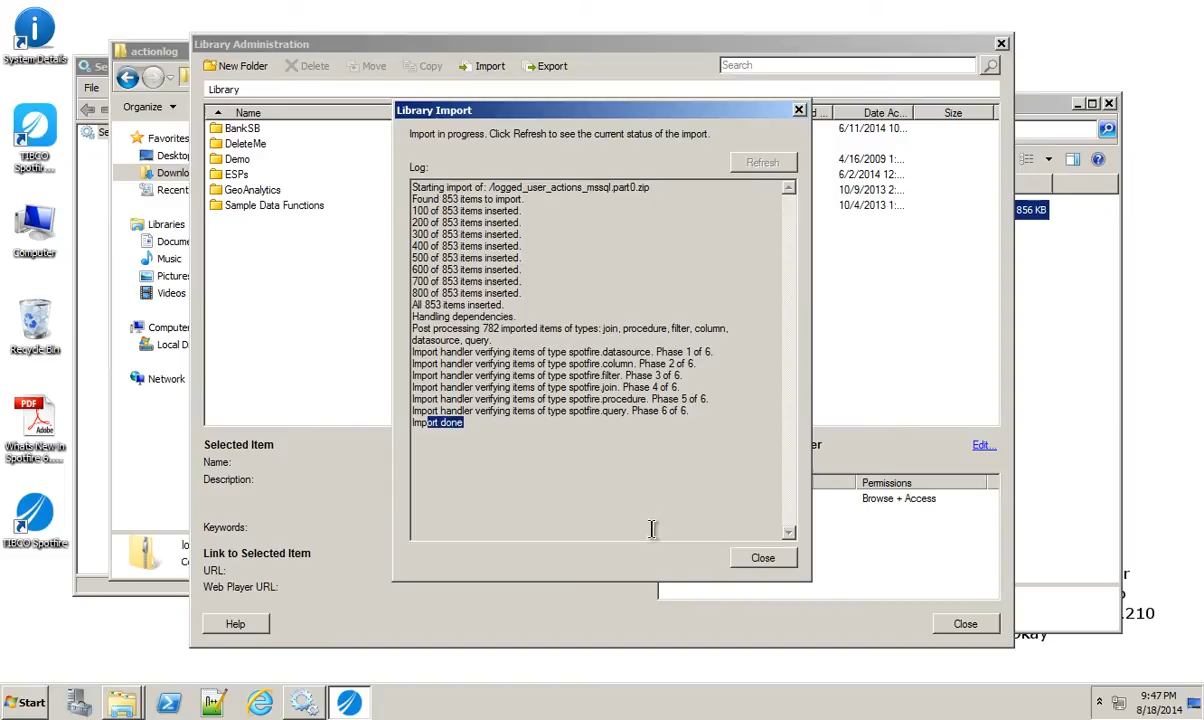 System Details
TIBCO
Spotfir...
Computer
Recycle Bin
Whats New in
Spotfire 6....
TIBCO Spotfire
File
actionlog
Organize
Favorites
Desktop
Downlo
Recent
Libraries
Docume
Music
Pictures
Videos
Computer
Local D
Network
Library Administration
New Folder
Delete
Move
Copy
Import
Export
Search
Library
Name
Date Ac...
Size
BankSB
6/11/2014 10...
DeleteMe
Demo
4/16/2009 1:...
ESPs
6/2/2014 12:...
GeoAnalytics
10/9/2013 2:...
Sample Data Functions
10/4/2013 1:...
856 KB
Library Import
Import in progress. Click Refresh to see the current status of the import.
Log:
Refresh
Starting import of: /logged_user_actions_mssql.part0.zip
Found 853 items to import.
100 of 853 items inserted.
200 of 853 items inserted.
300 of 853 items inserted.
400 of 853 items inserted.
500 of 853 items inserted.
600 of 853 items inserted.
700 of 853 items inserted.
800 of 853 items inserted.
All 853 items inserted.
Handling dependencies.
Post processing 782 imported items of types: join, procedure, filter, column,
datasource, query.
Import handler verifying items of type spotfire.datasource. Phase 1 of 6.
Import handler verifying items of type spotfire.column. Phase 2 of 6.
Import handler verifying items of type spotfire.filter. Phase 3 of 6.
Import handler verifying items of type spotfire.join. Phase 4 of 6.
Import handler verifying items of type spotfire.procedure. Phase 5 of 6.
Import handler verifying items of type spotfire.query. Phase 6 of 6.
Import done
Close
Selected Item
Name:
Description:
Keywords:
Link to Selected Item
URL:
Web Player URL:
Edit...
Permissions
Browse + Access
Help
Close
.210
okay
Start
9:47 PM
8/18/2014